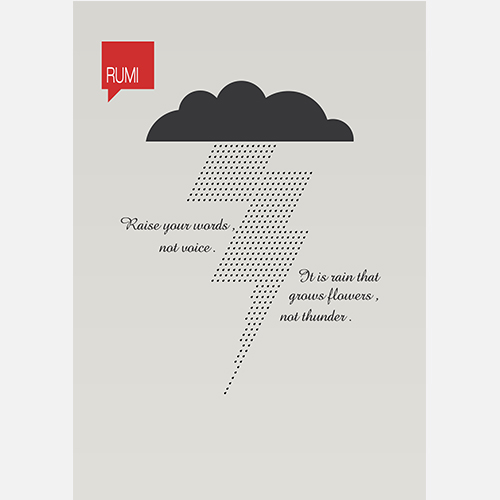 RUMI
Raise your words ,
not voice .
It is rain that
grows flowers ,
not thunder .